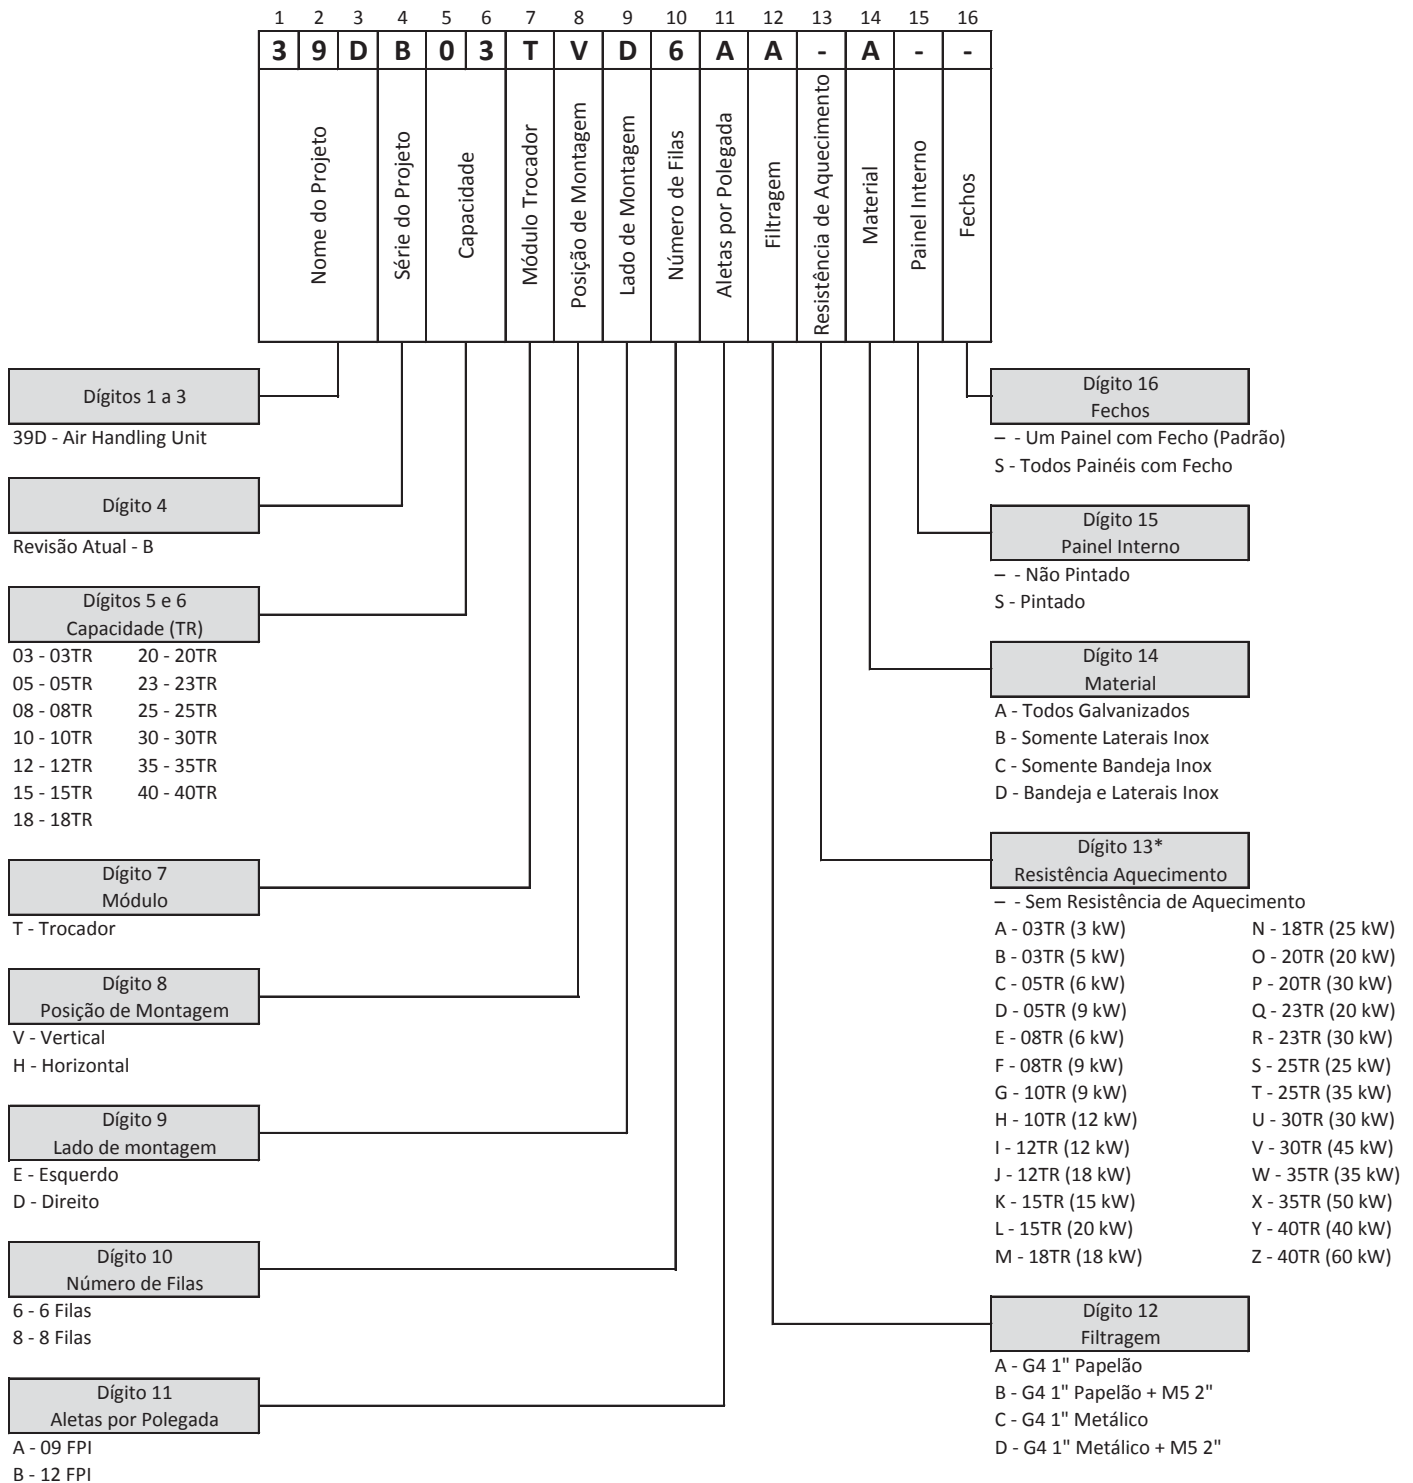 1 2 3 4 5 6 7 8 9 10 11 12 13 14 15 16
3 9 D B 0 3 T V D 6 A A - A - -
Nome do Projeto
Série do Projeto
Capacidade
Módulo Trocador
Posição de Montagem
Lado de Montagem
Número de Filas
Aletas por Polegada
Filtragem
Resistência de Aquecimento
Material
Painel Interno
Fechos
Dígitos 1 a 3
39D - Air Handling Unit
Dígito 4
Revisão Atual - B
Dígitos 5 e 6
Capacidade (TR)
03 - 03TR 20 - 20TR
05 - 05TR 23 - 23TR
08 - 08TR 25 - 25TR
10 - 10TR 30 - 30TR
12 - 12TR 35 - 35TR
15 - 15TR 40 - 40TR
18 - 18TR
Dígito 7
Módulo
T - Trocador
Dígito 8
Posição de Montagem
V - Vertical
H - Horizontal
Dígito 9
Lado de montagem
E - Esquerdo
D - Direito
Dígito 10
Número de Filas
6 - 6 Filas
8 - 8 Filas
Dígito 11
Aletas por Polegada
A - 09 FPI
B - 12 FPI
Dígito 16
Fechos
– - Um Painel com Fecho (Padrão)
S - Todos Painéis com Fecho
Dígito 15
Painel Interno
– - Não Pintado
S - Pintado
Dígito 14
Material
A - Todos Galvanizados
B - Somente Laterais Inox
C - Somente Bandeja Inox
D - Bandeja e Laterais Inox
Dígito 13*
Resistência Aquecimento
– - Sem Resistência de Aquecimento
A - 03TR (3 kW) N - 18TR (25 kW)
B - 03TR (5 kW) O - 20TR (20 kW)
C - 05TR (6 kW) P - 20TR (30 kW)
D - 05TR (9 kW) Q - 23TR (20 kW)
E - 08TR (6 kW) R - 23TR (30 kW)
F - 08TR (9 kW) S - 25TR (25 kW)
G - 10TR (9 kW) T - 25TR (35 kW)
H - 10TR (12 kW) U - 30TR (30 kW)
I - 12TR (12 kW) V - 30TR (45 kW)
J - 12TR (18 kW) W - 35TR (35 kW)
K - 15TR (15 kW) X - 35TR (50 kW)
L - 15TR (20 kW) Y - 40TR (40 kW)
M - 18TR (18 kW) Z - 40TR (60 kW)
Dígito 12
Filtragem
A - G4 1" Papelão
B - G4 1" Papelão + M5 2"
C - G4 1" Metálico
D - G4 1" Metálico + M5 2"